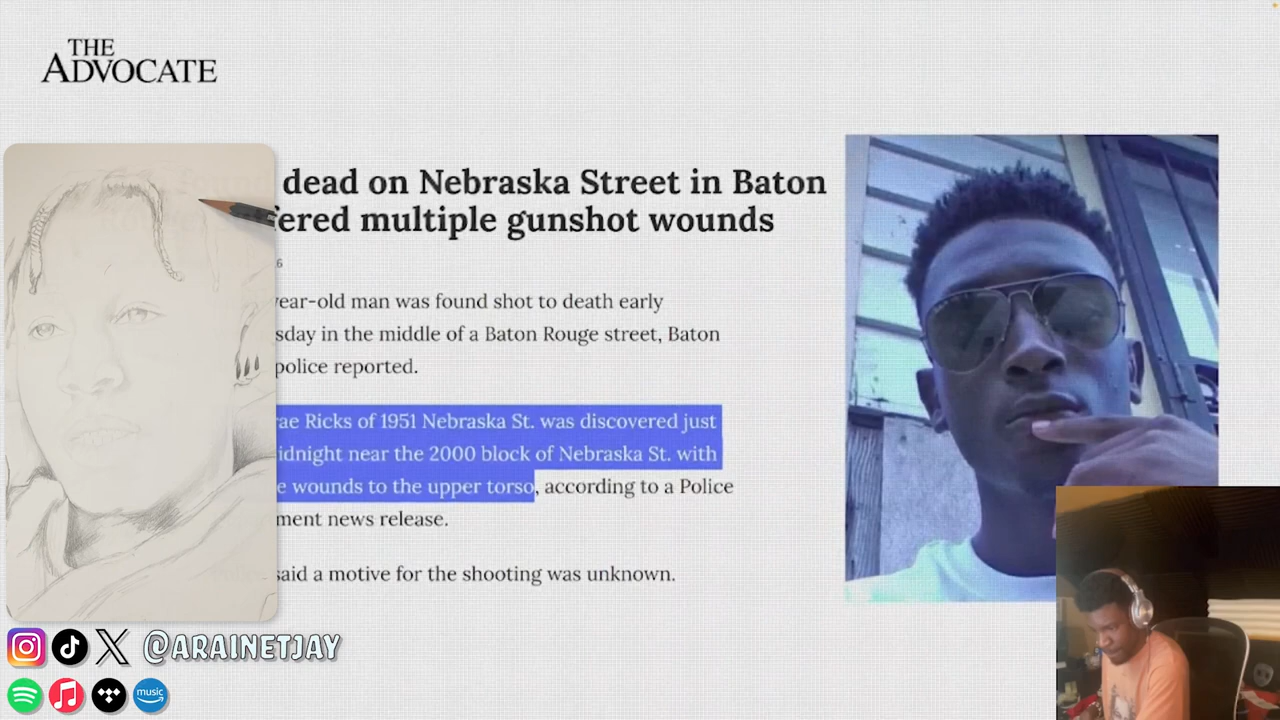 THE
ADVOCATE
dead on Nebraska Street in Baton
fered multiple gunshot wounds
6
year-old man was found shot to death early
sday in the middle of a Baton Rouge street, Baton
police reported.
rae Ricks of 1951 Nebraska St. was discovered just
idnight near the 2000 block of Nebraska St. with
e wounds to the upper torso, according to a Police
ment news release.
said a motive for the shooting was unknown.
@ARAINETJAY
music